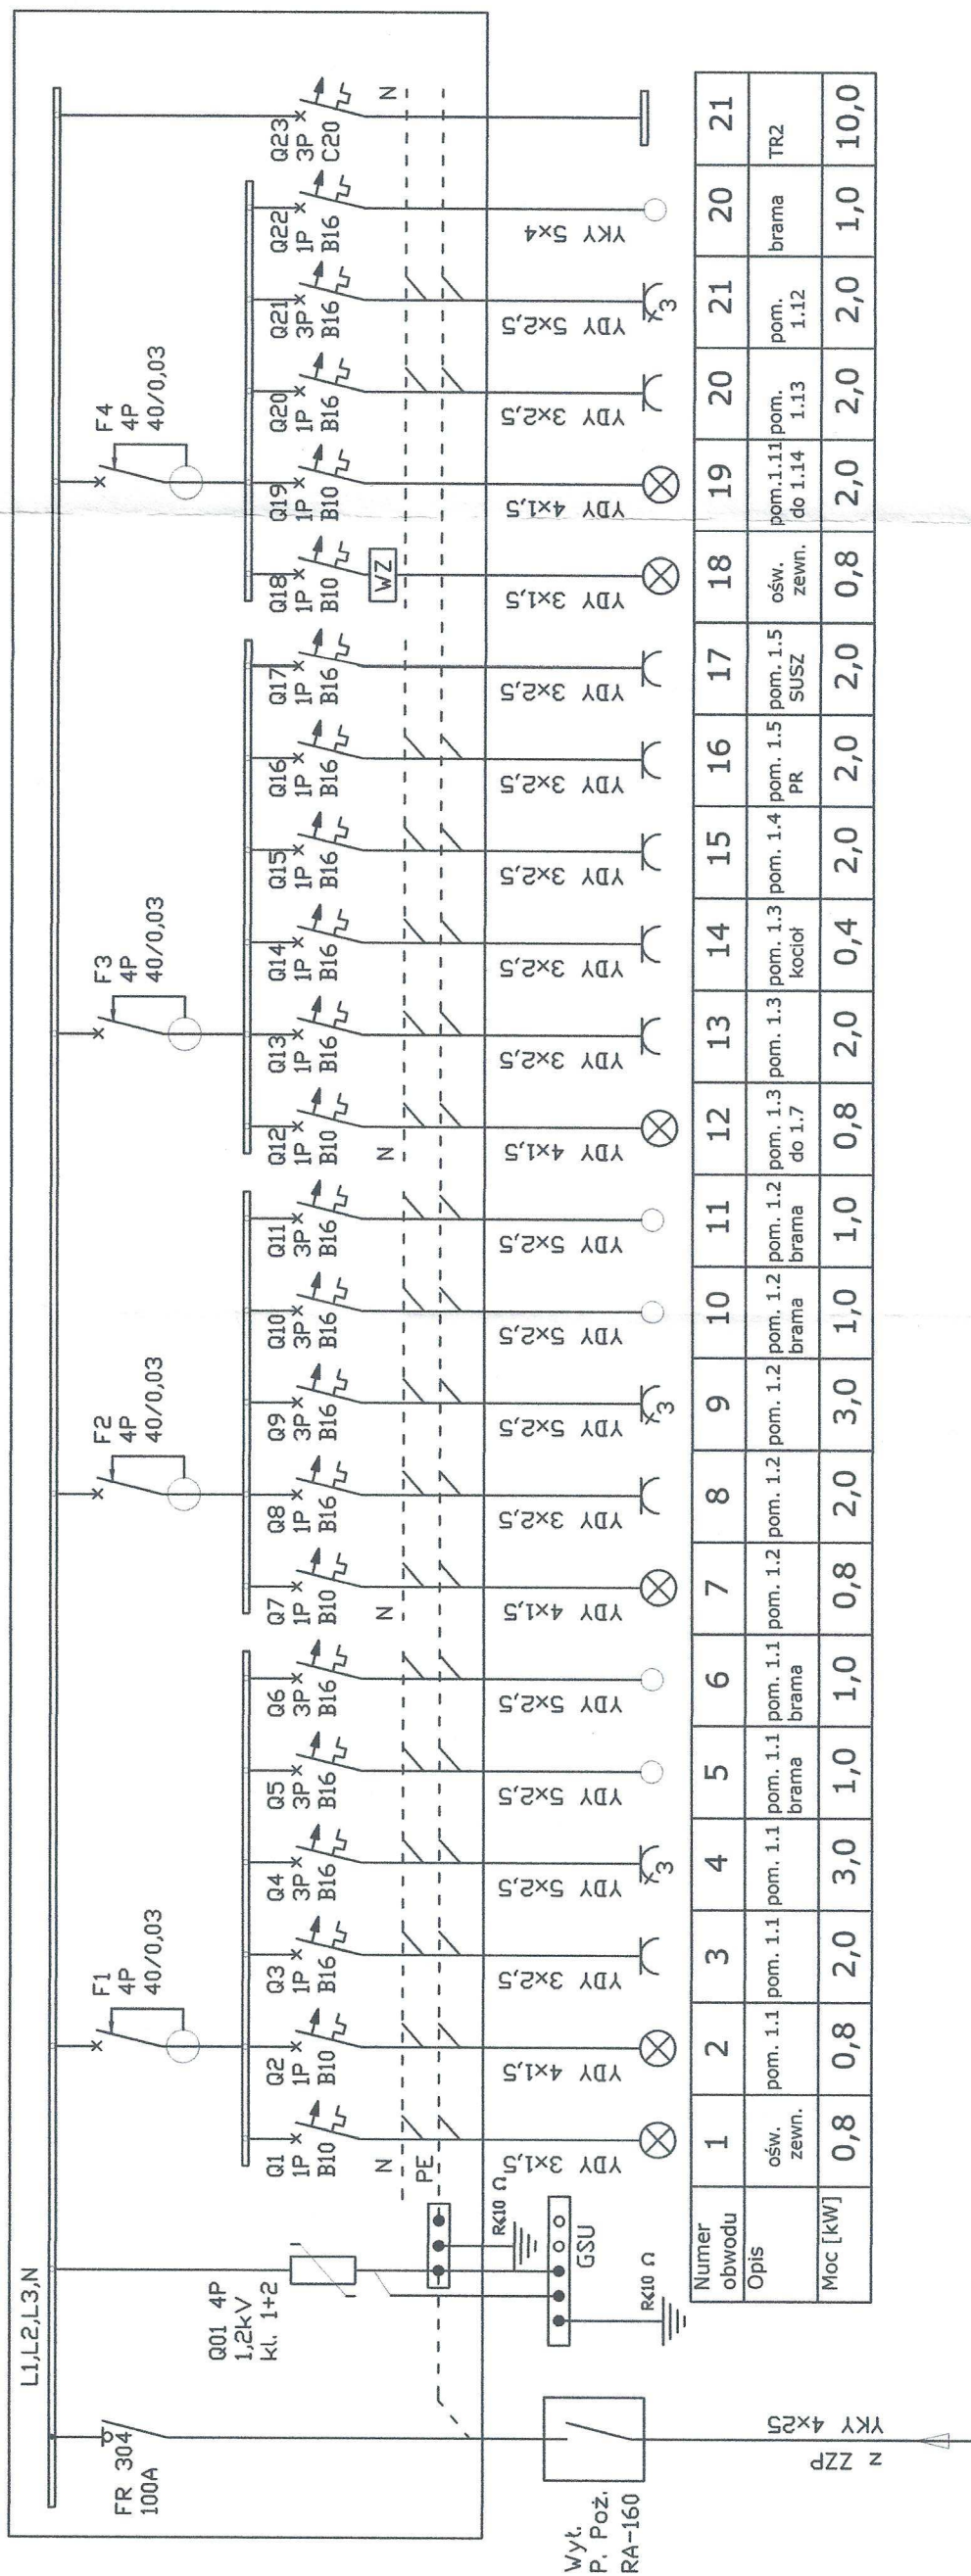 L1,L2,L3,N
FR 304
100A
Wył.
P. Poż.
RA-160
z ZZP
YKY 4x25
Q01 4P
1,2kV
kl. 1+2
R<10 Ω
GSU
R<10 Ω
N
PE
F1
4P
40/0,03
Q1
1P
B10
YDY 3x1,5
Q2
1P
B10
YDY 4x1,5
Q3
1P
B16
YDY 3x2,5
Q4
3P
B16
YDY 5x2,5
3
Q5
3P
B16
YDY 5x2,5
Q6
3P
B16
YDY 5x2,5
F2
4P
40/0,03
N
Q7
1P
B10
YDY 4x1,5
Q8
1P
B16
YDY 3x2,5
Q9
3P
B16
YDY 5x2,5
3
Q10
3P
B16
YDY 5x2,5
Q11
3P
B16
YDY 5x2,5
F3
4P
40/0,03
N
Q12
1P
B10
YDY 4x1,5
Q13
1P
B16
YDY 3x2,5
Q14
1P
B16
YDY 3x2,5
Q15
1P
B16
YDY 3x2,5
Q16
1P
B16
YDY 3x2,5
Q17
1P
B16
YDY 3x2,5
F4
4P
40/0,03
Q18
1P
B10
WZ
YDY 3x1,5
Q19
1P
B10
YDY 4x1,5
Q20
1P
B16
YDY 3x2,5
Q21
3P
B16
YDY 5x2,5
3
Q22
1P
B16
YKY 5x4
Q23
3P
C20
N
Numer
obwodu
1 2 3 4 5 6 7 8 9 10 11 12 13 14 15 16 17 18 19 20 21 20 21
Opis
ośw.
zewn.
pom. 1.1
pom. 1.1
pom. 1.1
pom. 1.1
brama
pom. 1.1
brama
pom. 1.2
pom. 1.2
pom. 1.2
pom. 1.2
brama
pom. 1.2
brama
pom. 1.3
do 1.7
pom. 1.3
pom. 1.3
kocioł
pom. 1.4
pom. 1.5
PR
pom. 1.5
SUSZ
ośw.
zewn.
pom.1.11
do 1.14
pom.
1.13
pom.
1.12
brama
TR2
Moc [kW] 0,8 0,8 2,0 3,0 1,0 1,0 0,8 2,0 3,0 1,0 1,0 0,8 2,0 0,4 2,0 2,0 2,0 0,8 2,0 2,0 2,0 1,0 10,0